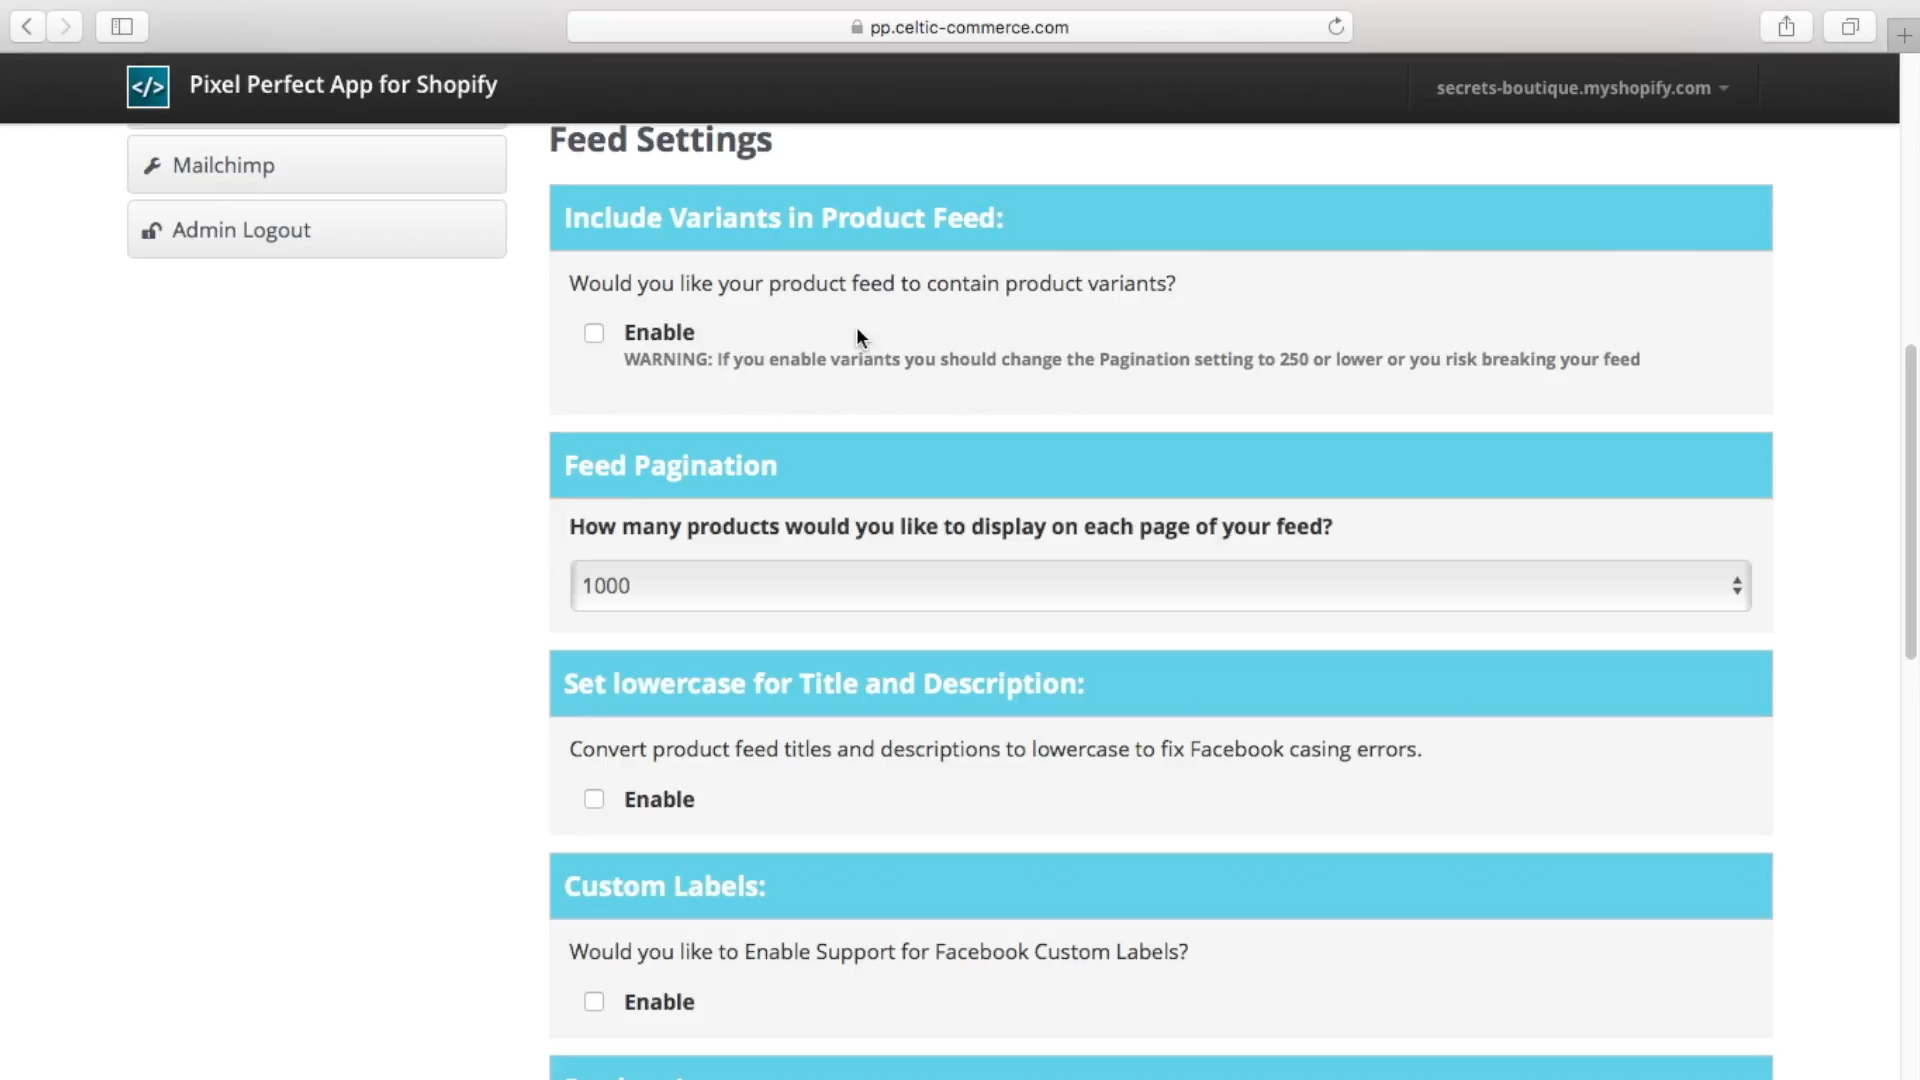 pp.celtic-commerce.com
</>
Pixel Perfect App for Shopify
secrets-boutique.myshopify.com
Feed Settings
Mailchimp
Admin Logout
Include Variants in Product Feed:
Would you like your product feed to contain product variants?
Enable
WARNING: If you enable variants you should change the Pagination setting to 250 or lower or you risk breaking your feed
Feed Pagination
How many products would you like to display on each page of your feed?
1000
Set lowercase for Title and Description:
Convert product feed titles and descriptions to lowercase to fix Facebook casing errors.
Enable
Custom Labels:
Would you like to Enable Support for Facebook Custom Labels?
Enable